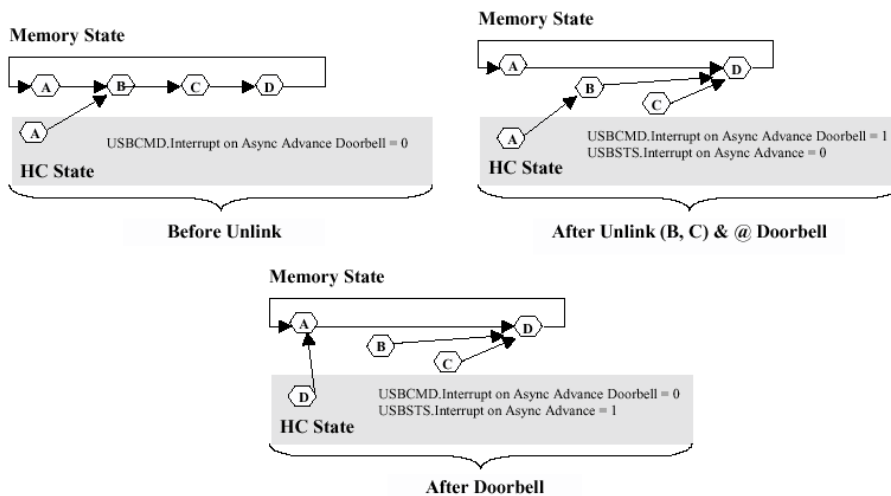 Memory State
A
B
C
D
A
USBCMD.Interrupt on Async Advance Doorbell = 0
HC State
Before Unlink
Memory State
A
D
B
C
A
USBCMD.Interrupt on Async Advance Doorbell = 1
USBSTS.Interrupt on Async Advance = 0
HC State
After Unlink (B, C) & @ Doorbell
Memory State
A
D
B
C
D
USBCMD.Interrupt on Async Advance Doorbell = 0
USBSTS.Interrupt on Async Advance = 1
HC State
After Doorbell